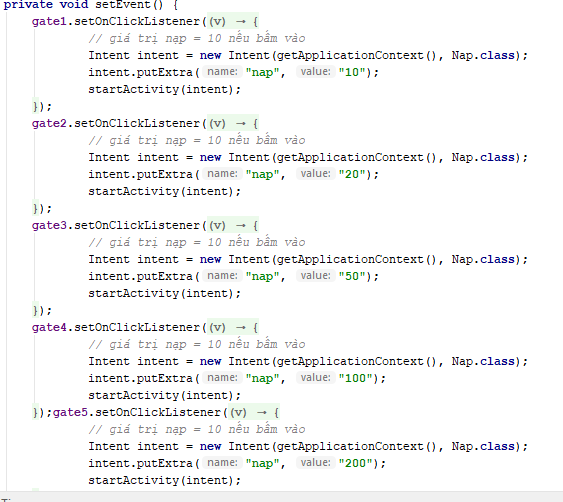 private void setEvent() {
gate1.setOnClickListener((v) → {
// giá trị nạp = 10 nếu bấm vào
Intent intent = new Intent(getApplicationContext(), Nap.class);
intent.putExtra( name: "nap", value: "10");
startActivity(intent);
});
gate2.setOnClickListener((v) → {
// giá trị nạp = 10 nếu bấm vào
Intent intent = new Intent(getApplicationContext(), Nap.class);
intent.putExtra( name: "nap", value: "20");
startActivity(intent);
});
gate3.setOnClickListener((v) → {
// giá trị nạp = 10 nếu bấm vào
Intent intent = new Intent(getApplicationContext(), Nap.class);
intent.putExtra( name: "nap", value: "50");
startActivity(intent);
});
gate4.setOnClickListener((v) → {
// giá trị nạp = 10 nếu bấm vào
Intent intent = new Intent(getApplicationContext(), Nap.class);
intent.putExtra( name: "nap", value: "100");
startActivity(intent);
});gate5.setOnClickListener((v) → {
// giá trị nạp = 10 nếu bấm vào
Intent intent = new Intent(getApplicationContext(), Nap.class);
intent.putExtra( name: "nap", value: "200");
startActivity(intent);